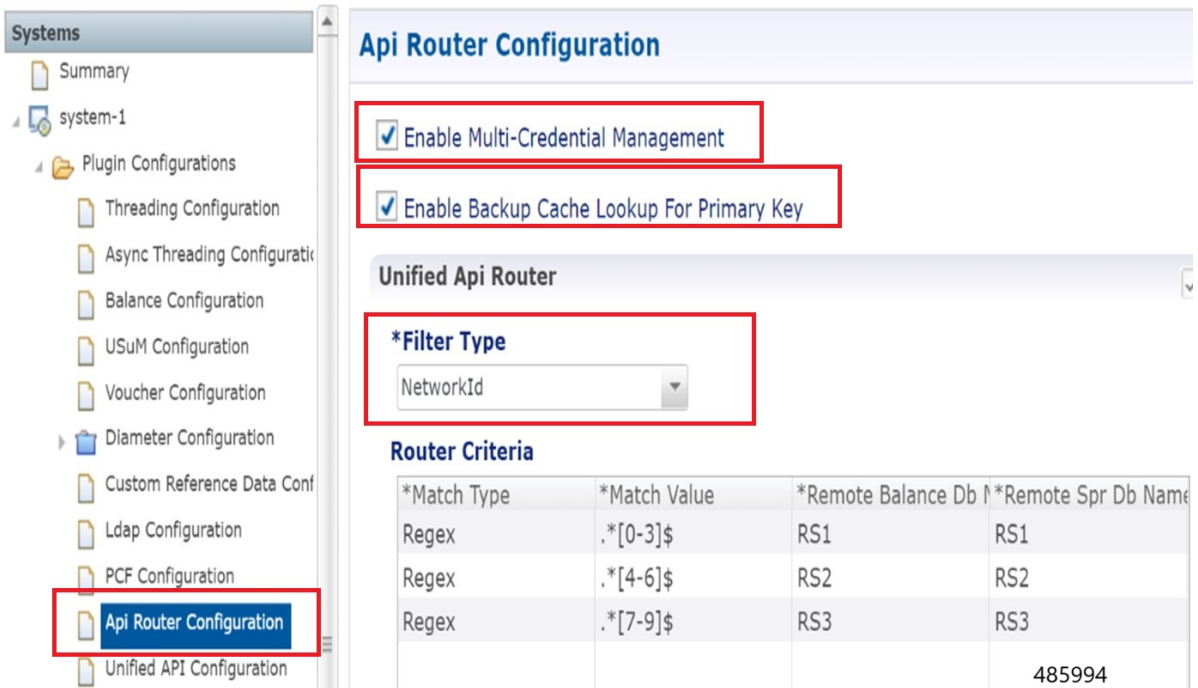 Systems
Summary
system-1
Plugin Configurations
Threading Configuration
Async Threading Configuratio
Balance Configuration
USuM Configuration
Voucher Configuration
Diameter Configuration
Custom Reference Data Conf
Ldap Configuration
PCF Configuration
Api Router Configuration
Unified API Configuration
Api Router Configuration
Enable Multi-Credential Management
Enable Backup Cache Lookup For Primary Key
Unified Api Router
*Filter Type
NetworkId
Router Criteria
*Match Type *Match Value *Remote Balance Db N *Remote Spr Db Name
Regex .*[0-3]$ RS1 RS1
Regex .*[4-6]$ RS2 RS2
Regex .*[7-9]$ RS3 RS3
485994